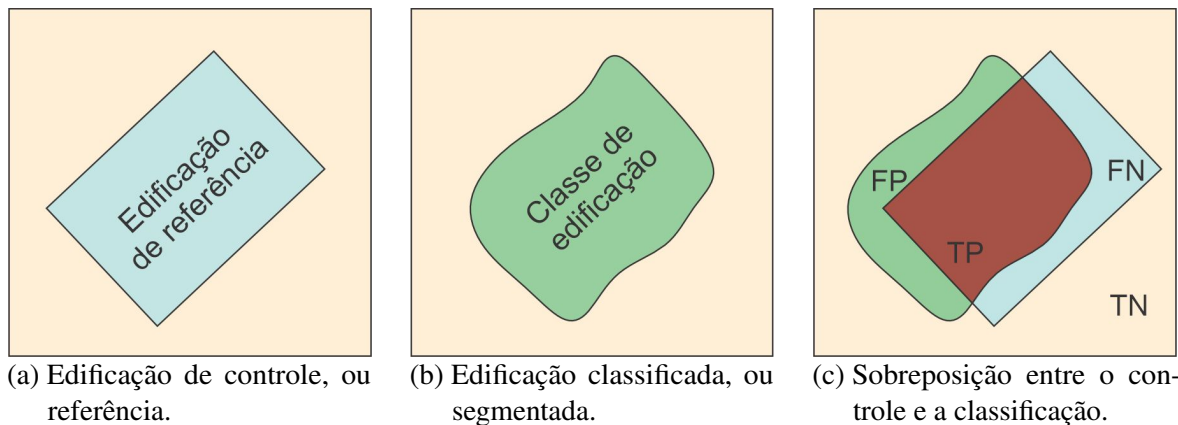 Edificação
de referência
Classe de
edificação
FP
FN
TP
TN
(a) Edificação de controle, ou
referência.
(b) Edificação classificada, ou
segmentada.
(c) Sobreposição entre o con-
trole e a classificação.